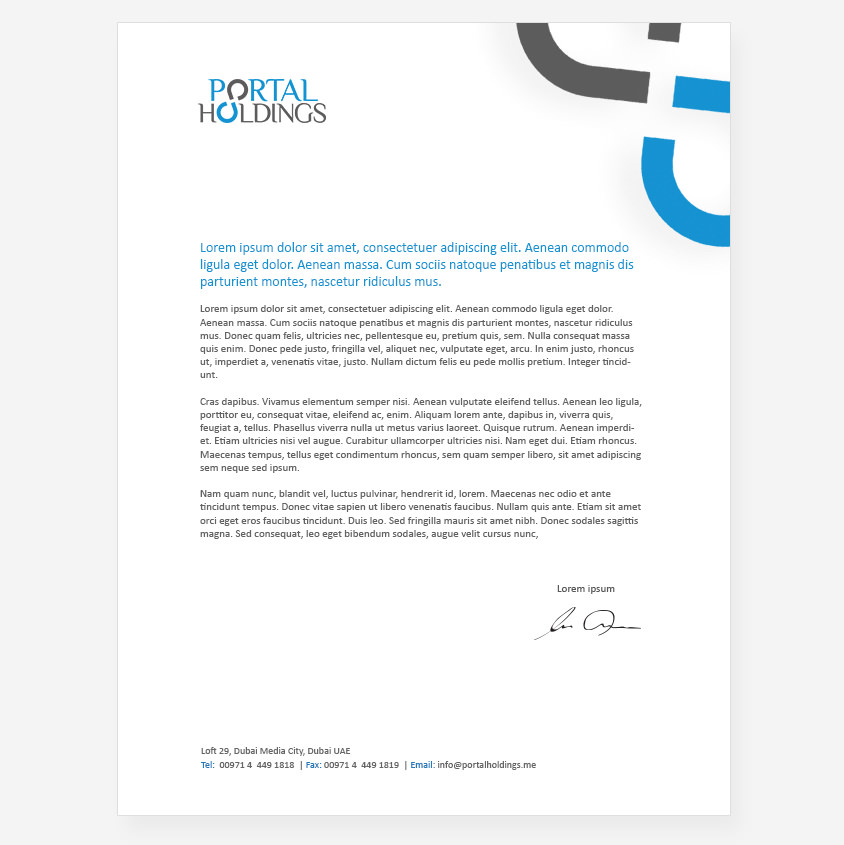 PORTAL
HOLDINGS
Lorem ipsum dolor sit amet, consectetuer adipiscing elit. Aenean commodo
ligula eget dolor. Aenean massa. Cum sociis natoque penatibus et magnis dis
parturient montes, nascetur ridiculus mus.
Lorem ipsum dolor sit amet, consectetuer adipiscing elit. Aenean commodo ligula eget dolor.
Aenean massa. Cum sociis natoque penatibus et magnis dis parturient montes, nascetur ridiculus
mus. Donec quam felis, ultricies nec, pellentesque eu, pretium quis, sem. Nulla consequat massa
quis enim. Donec pede justo, fringilla vel, aliquet nec, vulputate eget, arcu. In enim justo, rhoncus
ut, imperdiet a, venenatis vitae, justo. Nullam dictum felis eu pede mollis pretium. Integer tincid-
unt.
Cras dapibus. Vivamus elementum semper nisi. Aenean vulputate eleifend tellus. Aenean leo ligula,
porttitor eu, consequat vitae, eleifend ac, enim. Aliquam lorem ante, dapibus in, viverra quis,
feugiat a, tellus. Phasellus viverra nulla ut metus varius laoreet. Quisque rutrum. Aenean imperdi-
et. Etiam ultricies nisi vel augue. Curabitur ullamcorper ultricies nisi. Nam eget dui. Etiam rhoncus.
Maecenas tempus, tellus eget condimentum rhoncus, sem quam semper libero, sit amet adipiscing
sem neque sed ipsum.
Nam quam nunc, blandit vel, luctus pulvinar, hendrerit id, lorem. Maecenas nec odio et ante
tincidunt tempus. Donec vitae sapien ut libero venenatis faucibus. Nullam quis ante. Etiam sit amet
orci eget eros faucibus tincidunt. Duis leo. Sed fringilla mauris sit amet nibh. Donec sodales sagittis
magna. Sed consequat, leo eget bibendum sodales, augue velit cursus nunc,
Lorem ipsum
Loft 29, Dubai Media City, Dubai UAE
Tel: 00971 4 449 1818 | Fax: 00971 4 449 1819 | Email: info@portalholdings.me